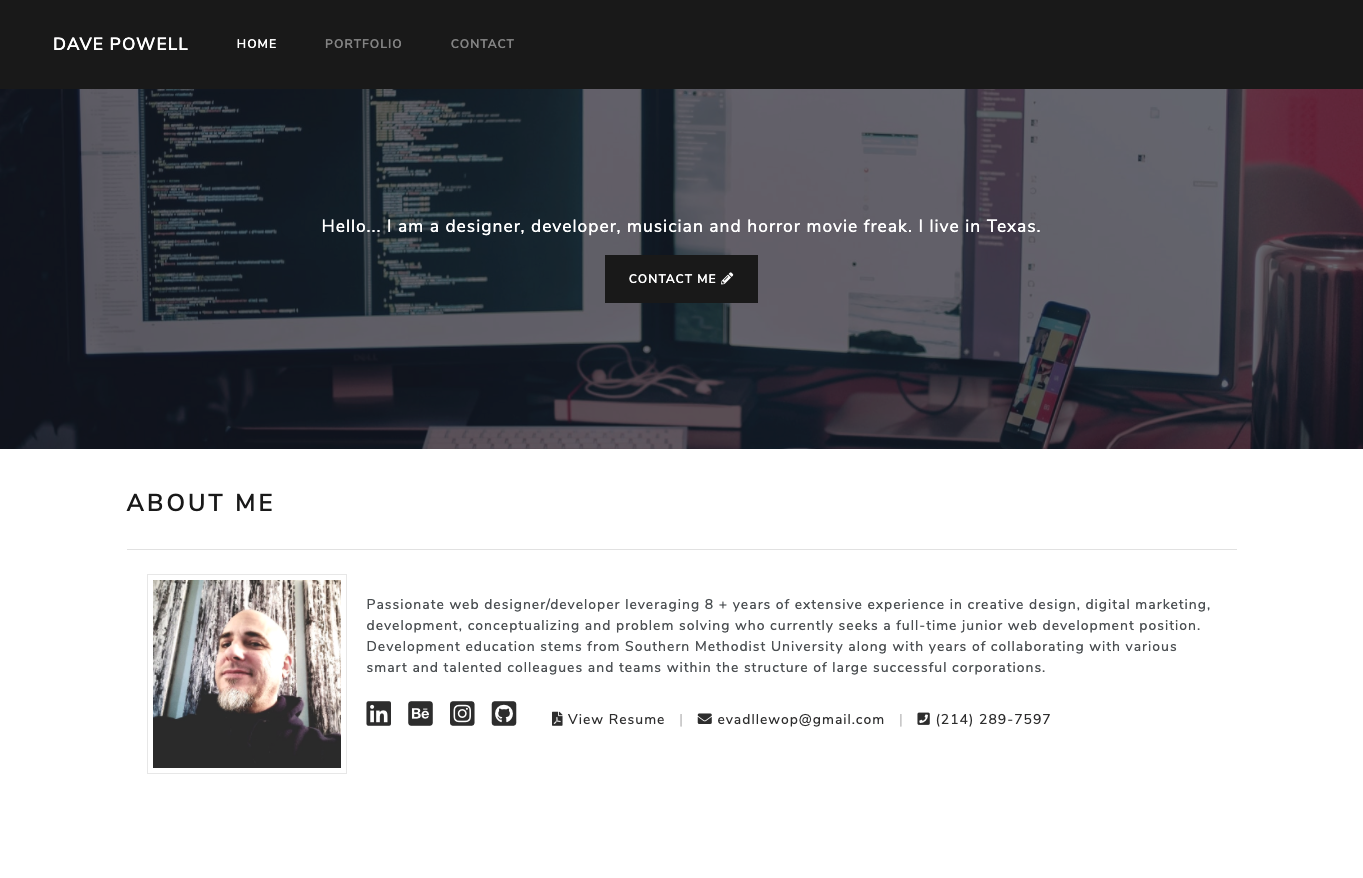 DAVE POWELL HOME PORTFOLIO CONTACT
Hello... I am a designer, developer, musician and horror movie freak. I live in Texas.
CONTACT ME
ABOUT ME
Passionate web designer/developer leveraging 8 + years of extensive experience in creative design, digital marketing,
development, conceptualizing and problem solving who currently seeks a full-time junior web development position.
Development education stems from Southern Methodist University along with years of collaborating with various
smart and talented colleagues and teams within the structure of large successful corporations.
in Bē View Resume | evadllewop@gmail.com | (214) 289-7597